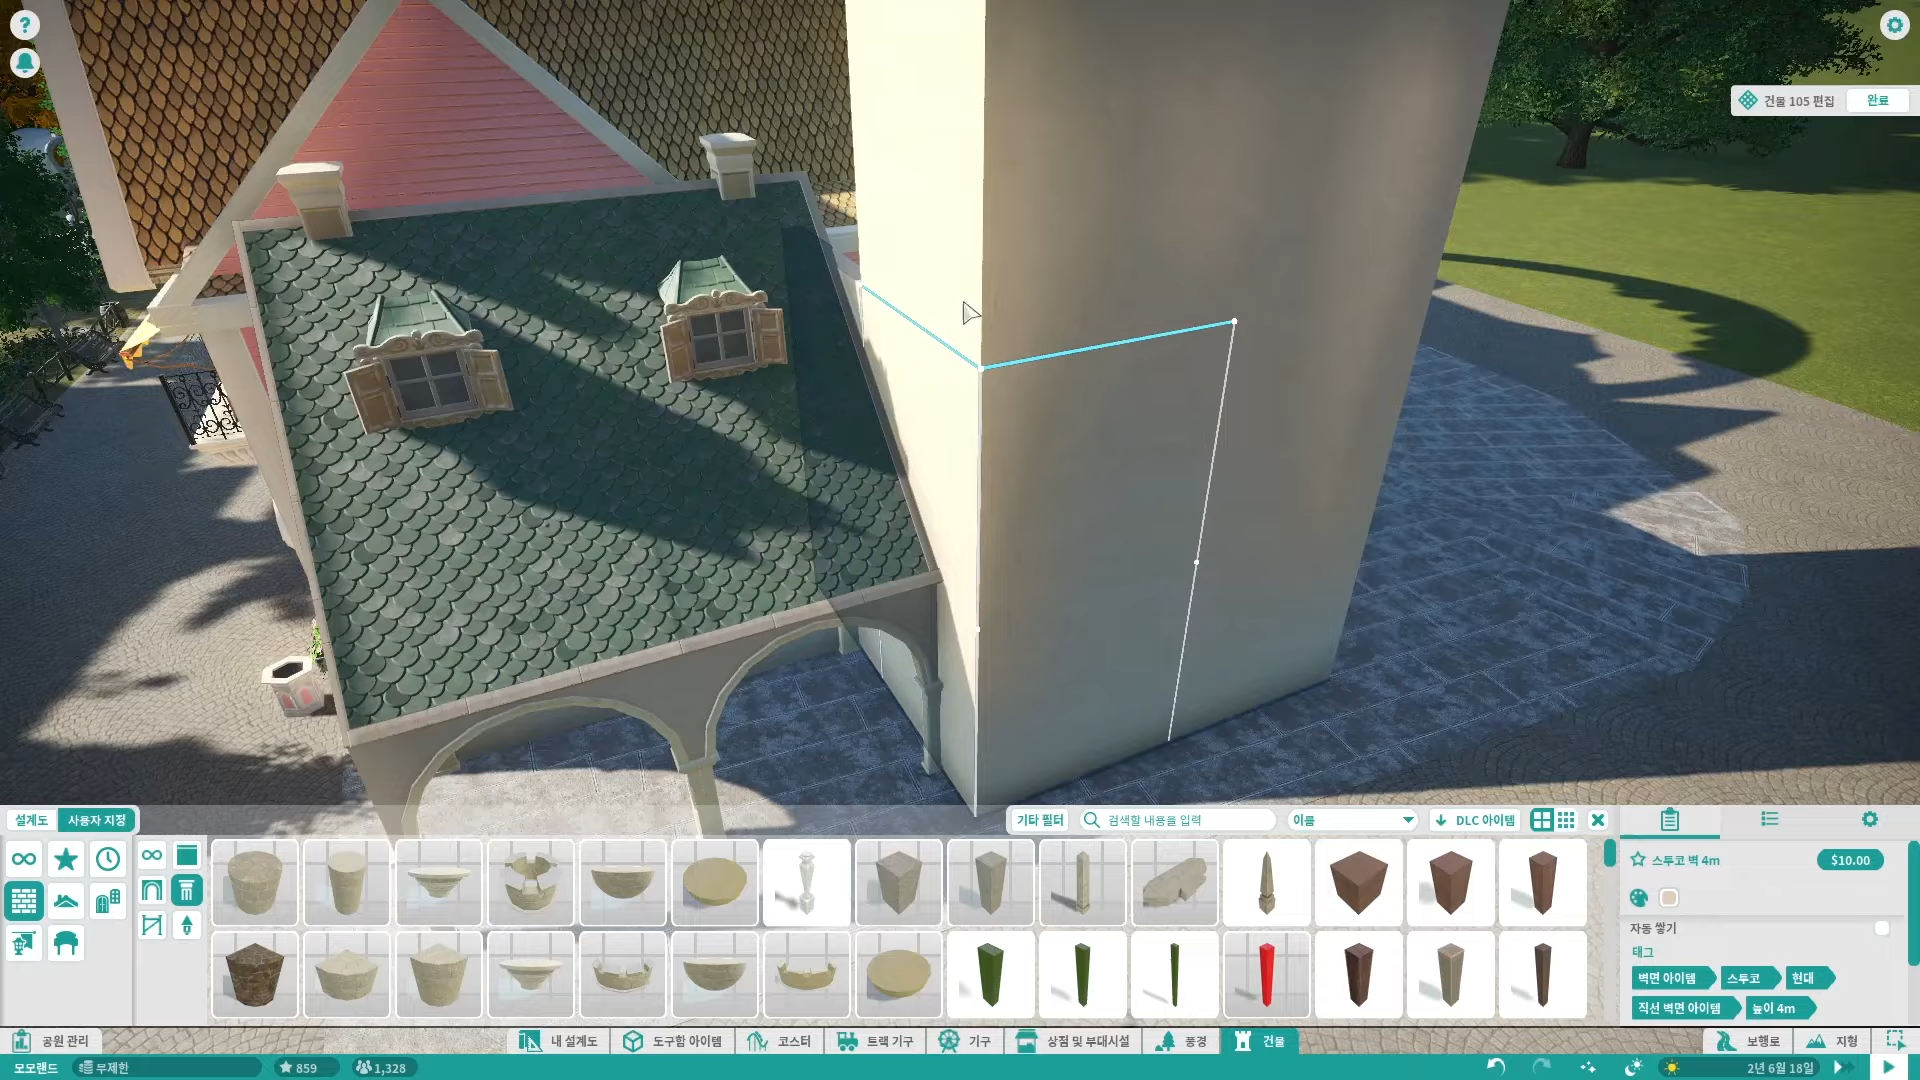 ?
건물 105 편집
완료
설계도
사용자 지정
기타 필터
검색할 내용을 입력
이름
DLC 아이템
스투코 벽 4m
$10.00
자동 쌓기
태그
벽면 아이템
스투코
현대
직선 벽면 아이템
높이 4m
공원 관리
내 설계도
도구함 아이템
코스터
트랙 기구
기구
상점 및 부대시설
풍경
건물
보행로
지형
모모랜드
무제한
859
1,328
2년 6월 18일